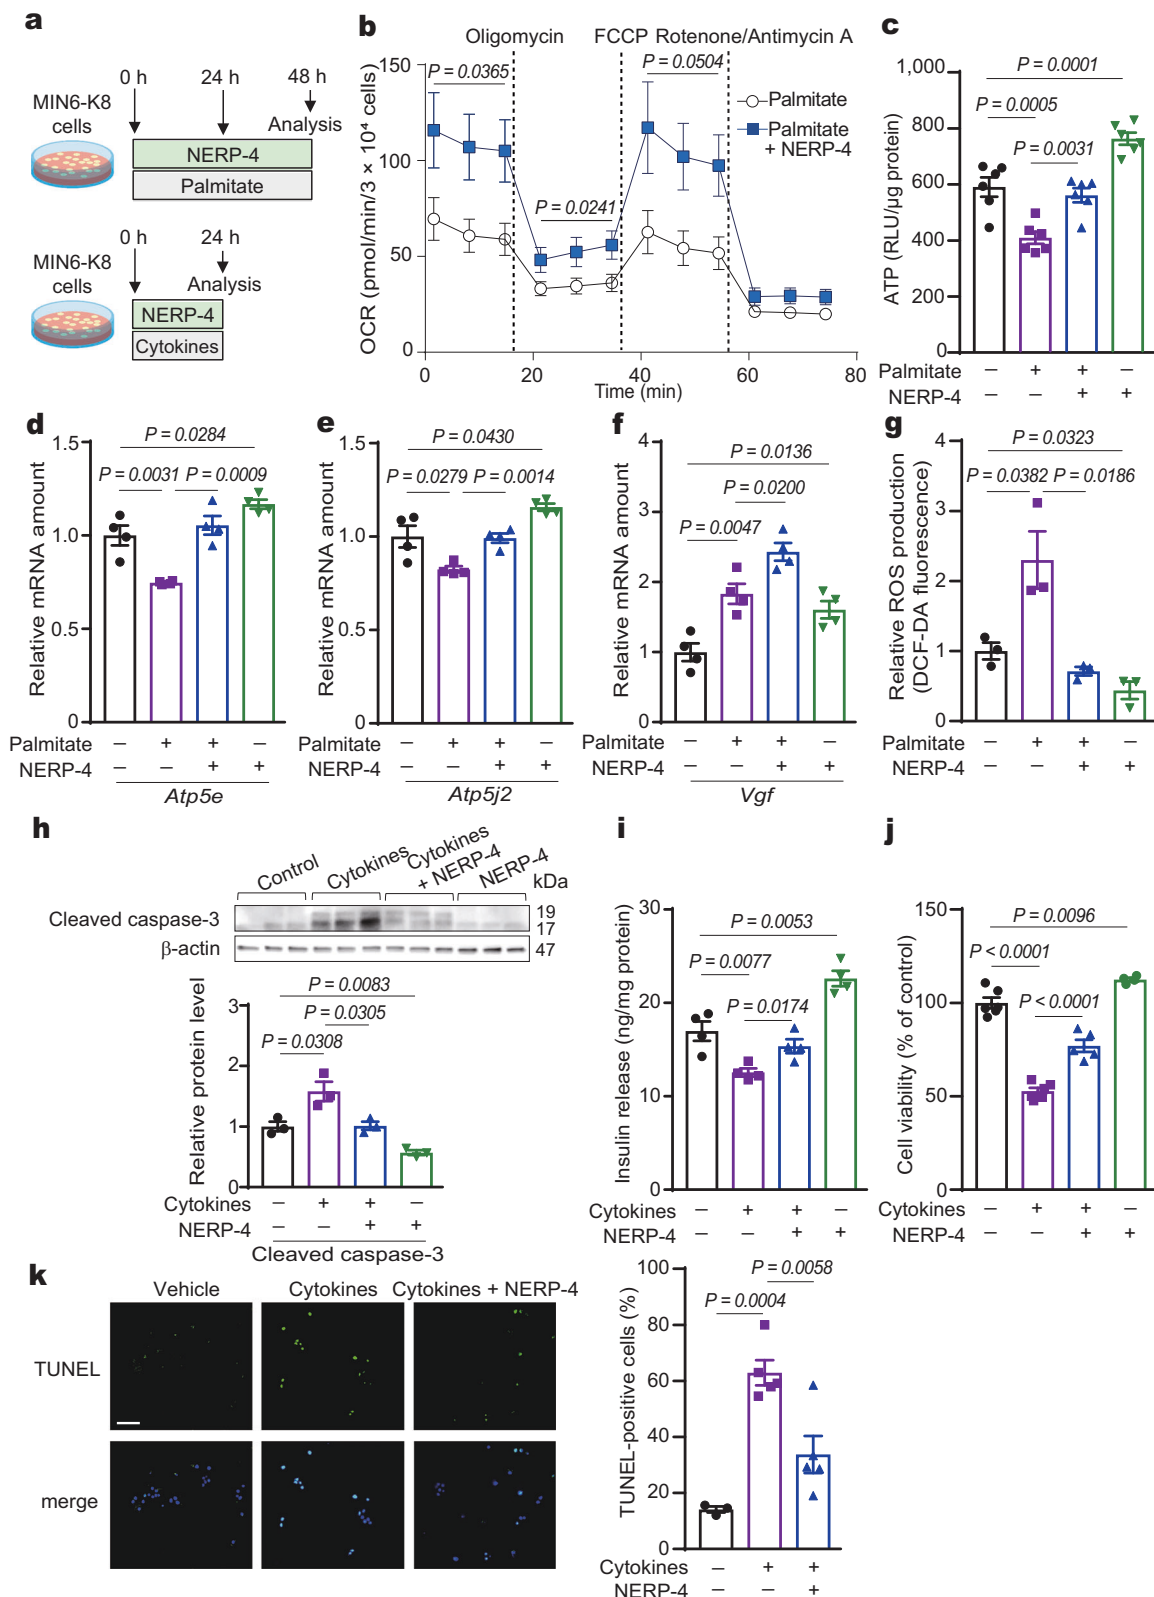 a
0 h 24 h 48 h
MIN6-K8
cells
Analysis
NERP-4
Palmitate
0 h 24 h
MIN6-K8
cells
Analysis
NERP-4
Cytokines
b
Oligomycin FCCP Rotenone/Antimycin A
OCR (pmol/min/3 × 10⁴ cells)
150
100
50
0
P = 0.0365
P = 0.0241
P = 0.0504
Palmitate
Palmitate
+ NERP-4
0 20 40 60 80
Time (min)
c
ATP (RLU/µg protein)
1,000
800
600
400
200
0
P = 0.0001
P = 0.0005
P = 0.0031
Palmitate – + + –
NERP-4 – – + +
d
Relative mRNA amount
1.5
1.0
0.5
0
P = 0.0284
P = 0.0031 P = 0.0009
Palmitate – + + –
NERP-4 – – + +
Atp5e
e
Relative mRNA amount
1.5
1.0
0.5
0
P = 0.0430
P = 0.0279 P = 0.0014
Palmitate – + + –
NERP-4 – – + +
Atp5j2
f
Relative mRNA amount
4
3
2
1
0
P = 0.0136
P = 0.0200
P = 0.0047
Palmitate – + + –
NERP-4 – – + +
Vgf
g
Relative ROS production
(DCF-DA fluorescence)
4
3
2
1
0
P = 0.0323
P = 0.0382 P = 0.0186
Palmitate – + + –
NERP-4 – – + +
h
Control
Cytokines
Cytokines
+ NERP-4
NERP-4
kDa
Cleaved caspase-3
19
17
β-actin 47
Relative protein level
3
2
1
0
P = 0.0083
P = 0.0305
P = 0.0308
Cytokines – + + –
NERP-4 – – + +
Cleaved caspase-3
i
Insulin release (ng/mg protein)
30
20
10
0
P = 0.0053
P = 0.0077
P = 0.0174
Cytokines – + + –
NERP-4 – – + +
j
Cell viability (% of control)
150
100
50
0
P = 0.0096
P < 0.0001
P < 0.0001
Cytokines – + + –
NERP-4 – – + +
k
Vehicle Cytokines Cytokines + NERP-4
TUNEL
merge
TUNEL-positive cells (%)
100
80
60
40
20
0
P = 0.0058
P = 0.0004
Cytokines – + +
NERP-4 – – +